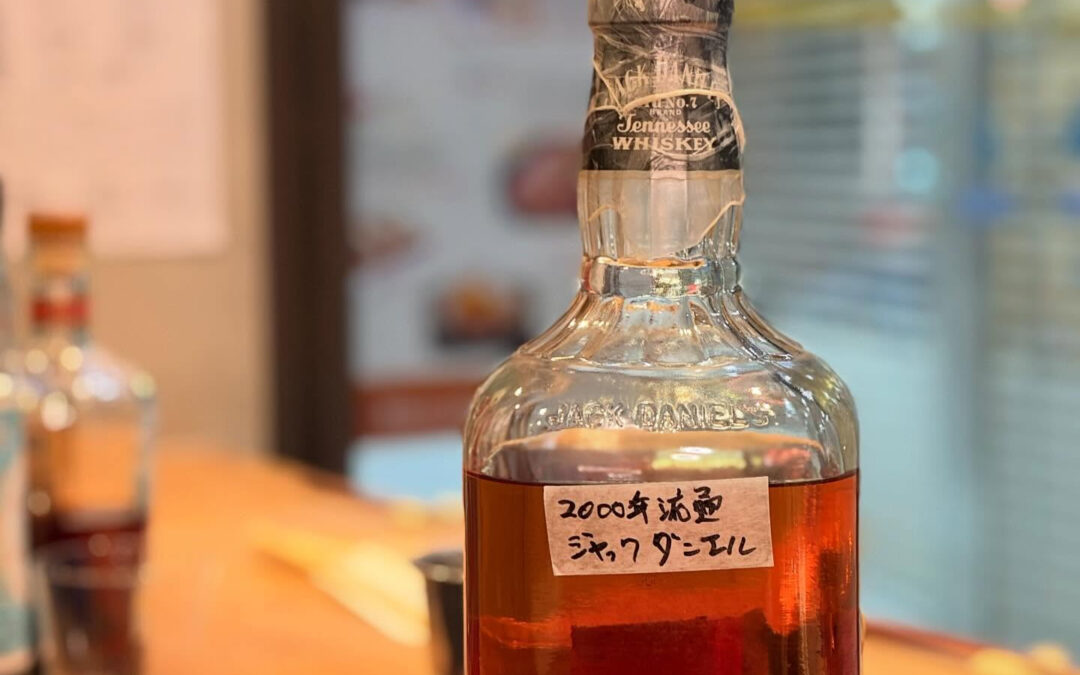 JACK DANIEL'S
Old No.7
BRAND
Tennessee
WHISKEY
JACK DANIEL'S
2000年流通
ジャック ダニエル